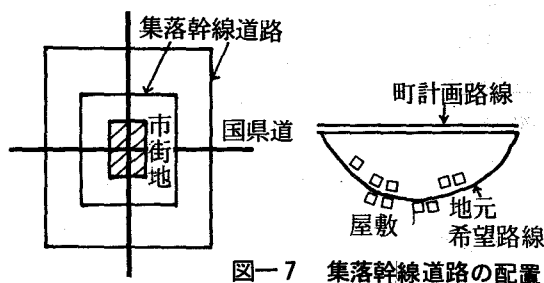 集落幹線道路
市街地
国県道
町計画路線
屋敷
地元
希望路線
図—7 集落幹線道路の配置